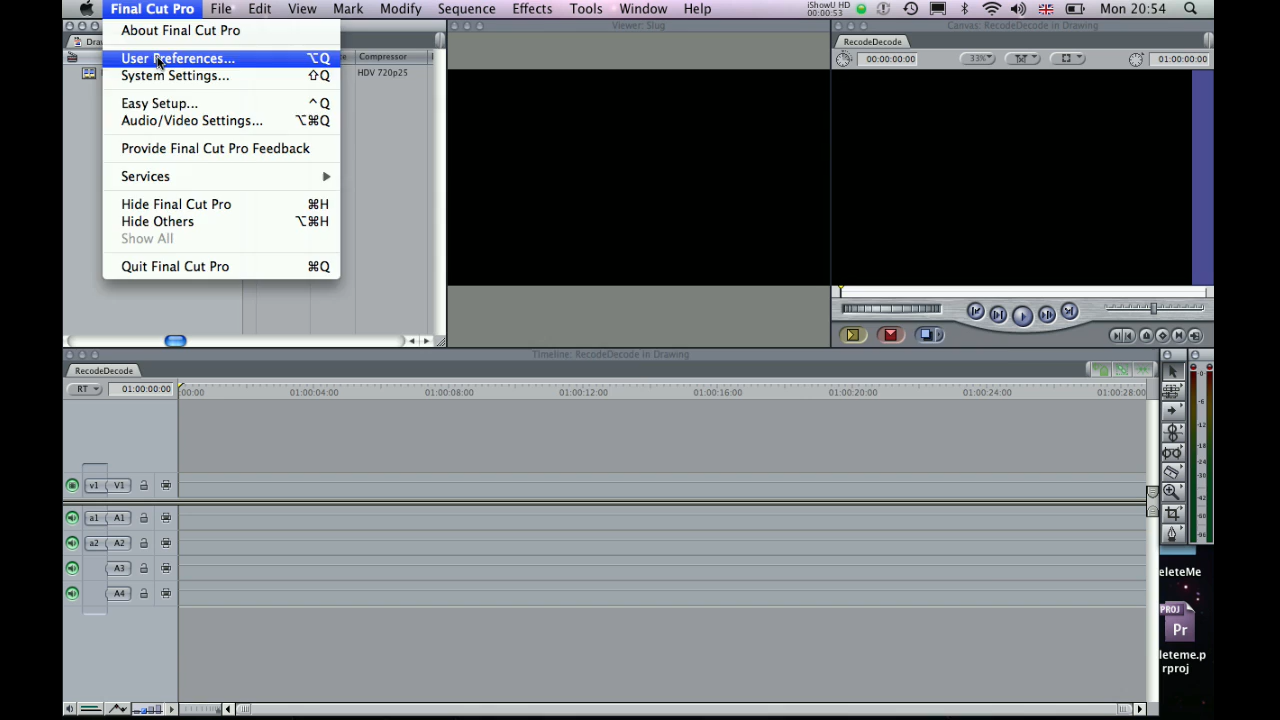 Final Cut Pro File Edit View Mark Modify Sequence Effects Tools Window Help iShowU HD 00:00:53 Mon 20:54
About Final Cut Pro
User Preferences... ⌥Q
System Settings... ⇧Q
Easy Setup... ^Q
Audio/Video Settings... ⌥⌘Q
Provide Final Cut Pro Feedback
Services
Hide Final Cut Pro ⌘H
Hide Others ⌥⌘H
Show All
Quit Final Cut Pro ⌘Q
Compressor
HDV 720p25
Viewer: Slug
Canvas: RecodeDecode in Drawing
RecodeDecode
00:00:00:00 33% 01:00:00:00
Timeline: RecodeDecode in Drawing
RecodeDecode
RT 01:00:00:00 :00:00 01:00:04:00 01:00:08:00 01:00:12:00 01:00:16:00 01:00:20:00 01:00:24:00 01:00:28:00
v1 V1
a1 A1
a2 A2
A3
A4
eleteMe
PROJ
Pr
eleteme.p
rproj